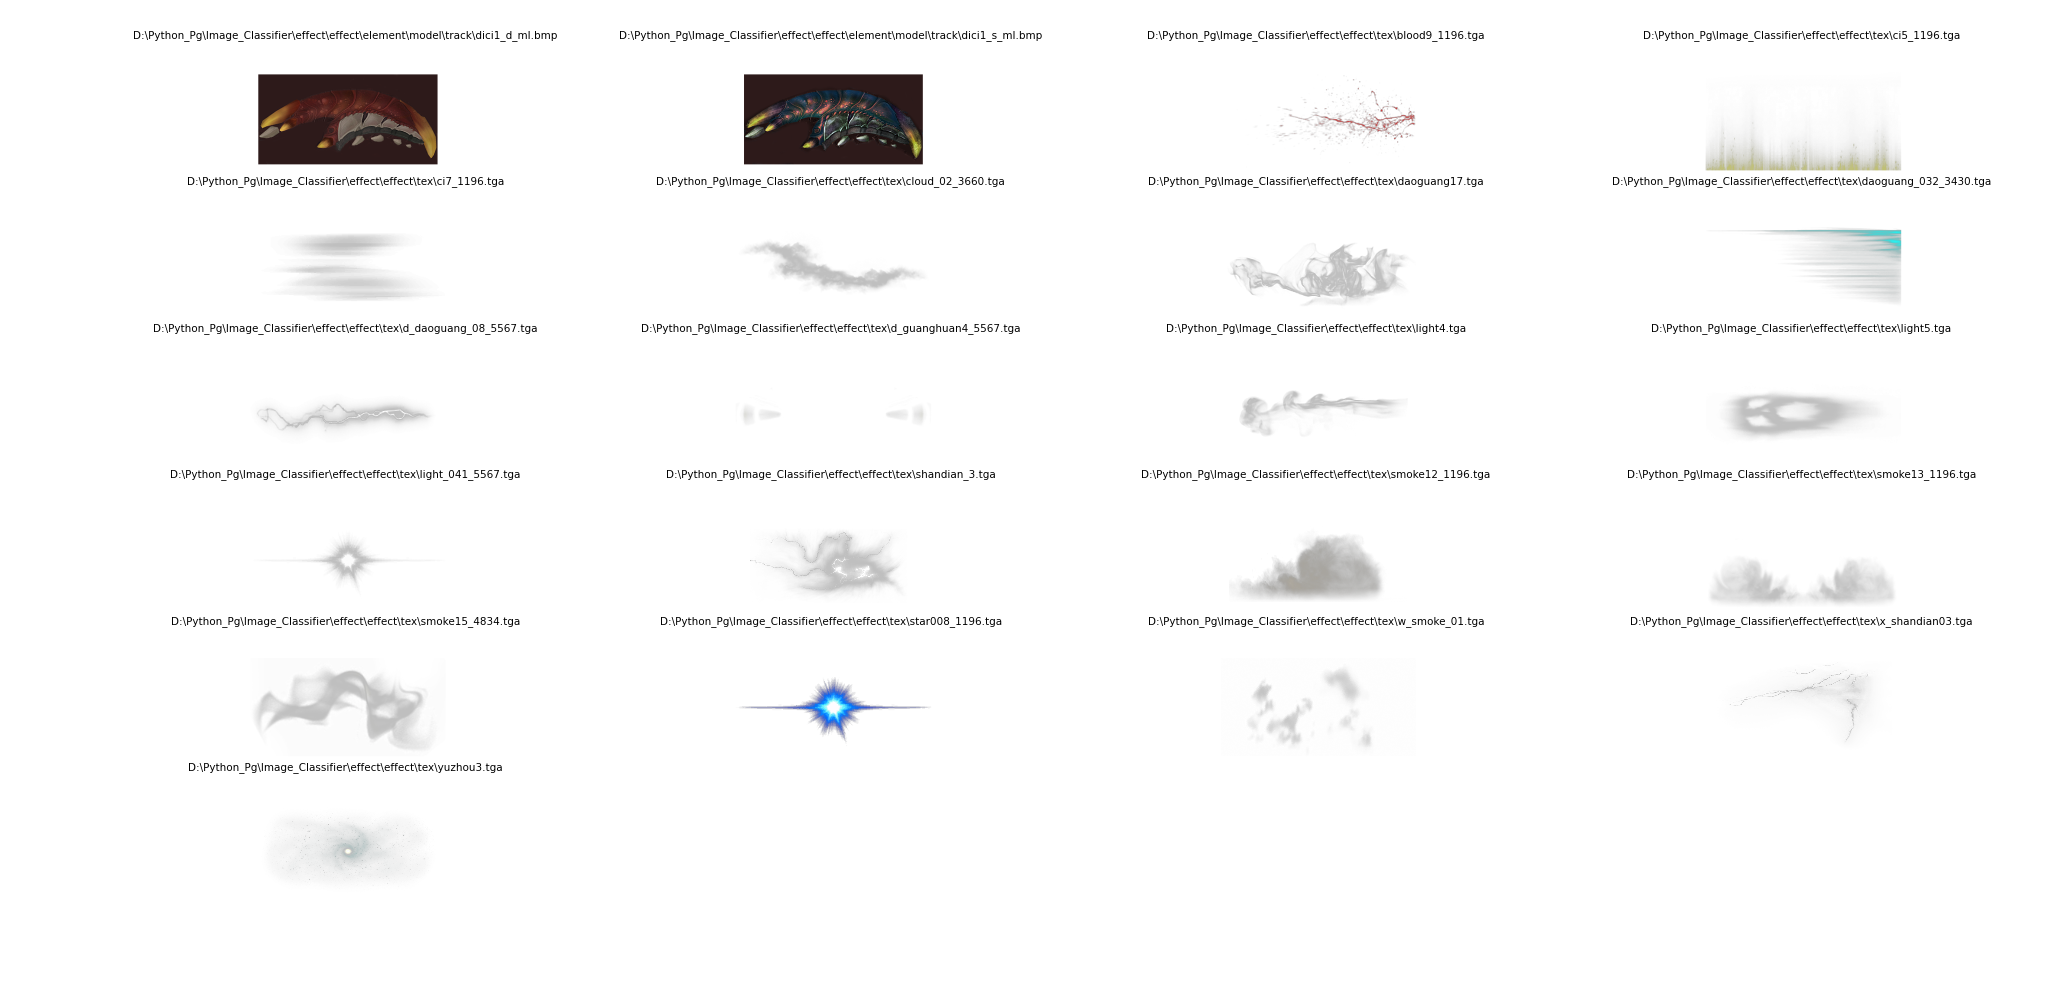 D:\Python_Pg\Image_Classifier\effect\effect\element\model\track\dici1_d_ml.bmp
D:\Python_Pg\Image_Classifier\effect\effect\element\model\track\dici1_s_ml.bmp
D:\Python_Pg\Image_Classifier\effect\effect\tex\blood9_1196.tga
D:\Python_Pg\Image_Classifier\effect\effect\tex\ci5_1196.tga
D:\Python_Pg\Image_Classifier\effect\effect\tex\ci7_1196.tga
D:\Python_Pg\Image_Classifier\effect\effect\tex\cloud_02_3660.tga
D:\Python_Pg\Image_Classifier\effect\effect\tex\daoguang17.tga
D:\Python_Pg\Image_Classifier\effect\effect\tex\daoguang_032_3430.tga
D:\Python_Pg\Image_Classifier\effect\effect\tex\d_daoguang_08_5567.tga
D:\Python_Pg\Image_Classifier\effect\effect\tex\d_guanghuan4_5567.tga
D:\Python_Pg\Image_Classifier\effect\effect\tex\light4.tga
D:\Python_Pg\Image_Classifier\effect\effect\tex\light5.tga
D:\Python_Pg\Image_Classifier\effect\effect\tex\light_041_5567.tga
D:\Python_Pg\Image_Classifier\effect\effect\tex\shandian_3.tga
D:\Python_Pg\Image_Classifier\effect\effect\tex\smoke12_1196.tga
D:\Python_Pg\Image_Classifier\effect\effect\tex\smoke13_1196.tga
D:\Python_Pg\Image_Classifier\effect\effect\tex\smoke15_4834.tga
D:\Python_Pg\Image_Classifier\effect\effect\tex\star008_1196.tga
D:\Python_Pg\Image_Classifier\effect\effect\tex\w_smoke_01.tga
D:\Python_Pg\Image_Classifier\effect\effect\tex\x_shandian03.tga
D:\Python_Pg\Image_Classifier\effect\effect\tex\yuzhou3.tga